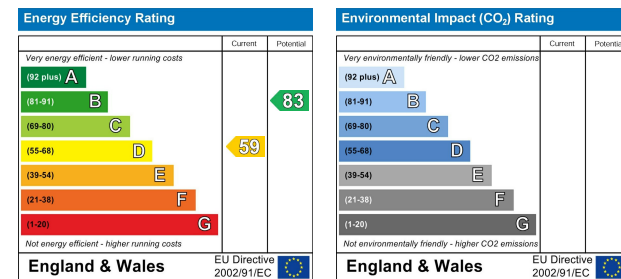 Energy Efficiency Rating
Current Potential
Very energy efficient - lower running costs
(92 plus) A
(81-91) B
83
(69-80) C
(55-68) D
59
(39-54) E
(21-38) F
(1-20) G
Not energy efficient - higher running costs
England & Wales
EU Directive
2002/91/EC
Environmental Impact (CO₂) Rating
Current Potential
Very environmentally friendly - lower CO2 emissions
(92 plus) A
(81-91) B
(69-80) C
(55-68) D
(39-54) E
(21-38) F
(1-20) G
Not environmentally friendly - higher CO2 emissions
England & Wales
EU Directive
2002/91/EC